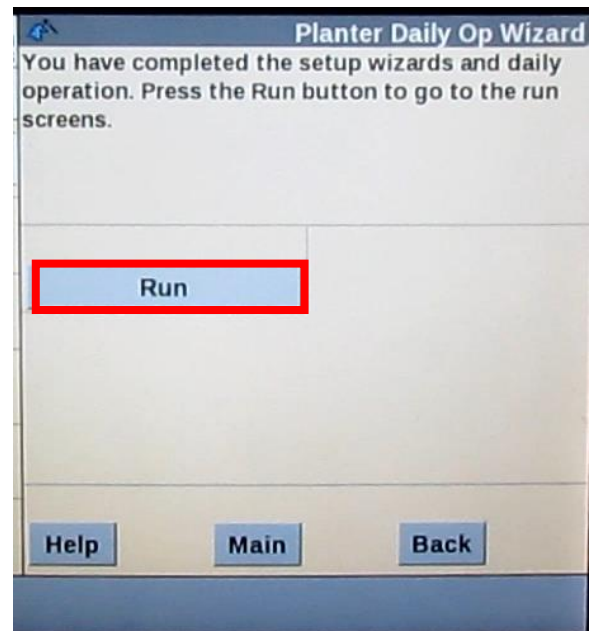 Planter Daily Op Wizard
You have completed the setup wizards and daily
operation. Press the Run button to go to the run
screens.
Run
Help Main Back